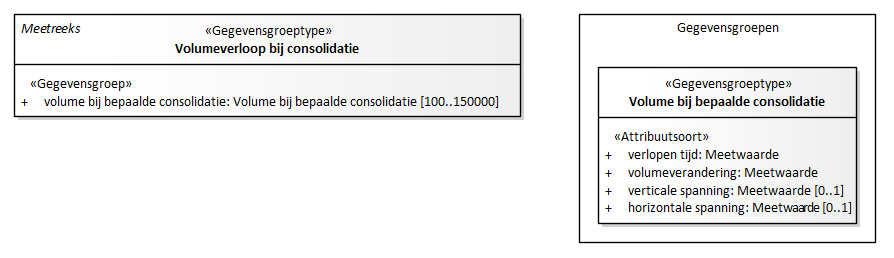 Meetreeks
«Gegevensgroeptype»
Volumeverloop bij consolidatie
«Gegevensgroep»
+ volume bij bepaalde consolidatie: Volume bij bepaalde consolidatie [100..150000]
Gegevensgroepen
«Gegevensgroeptype»
Volume bij bepaalde consolidatie
«Attribuutsoort»
+ verlopen tijd: Meetwaarde
+ volumeverandering: Meetwaarde
+ verticale spanning: Meetwaarde [0..1]
+ horizontale spanning: Meetwaarde [0..1]